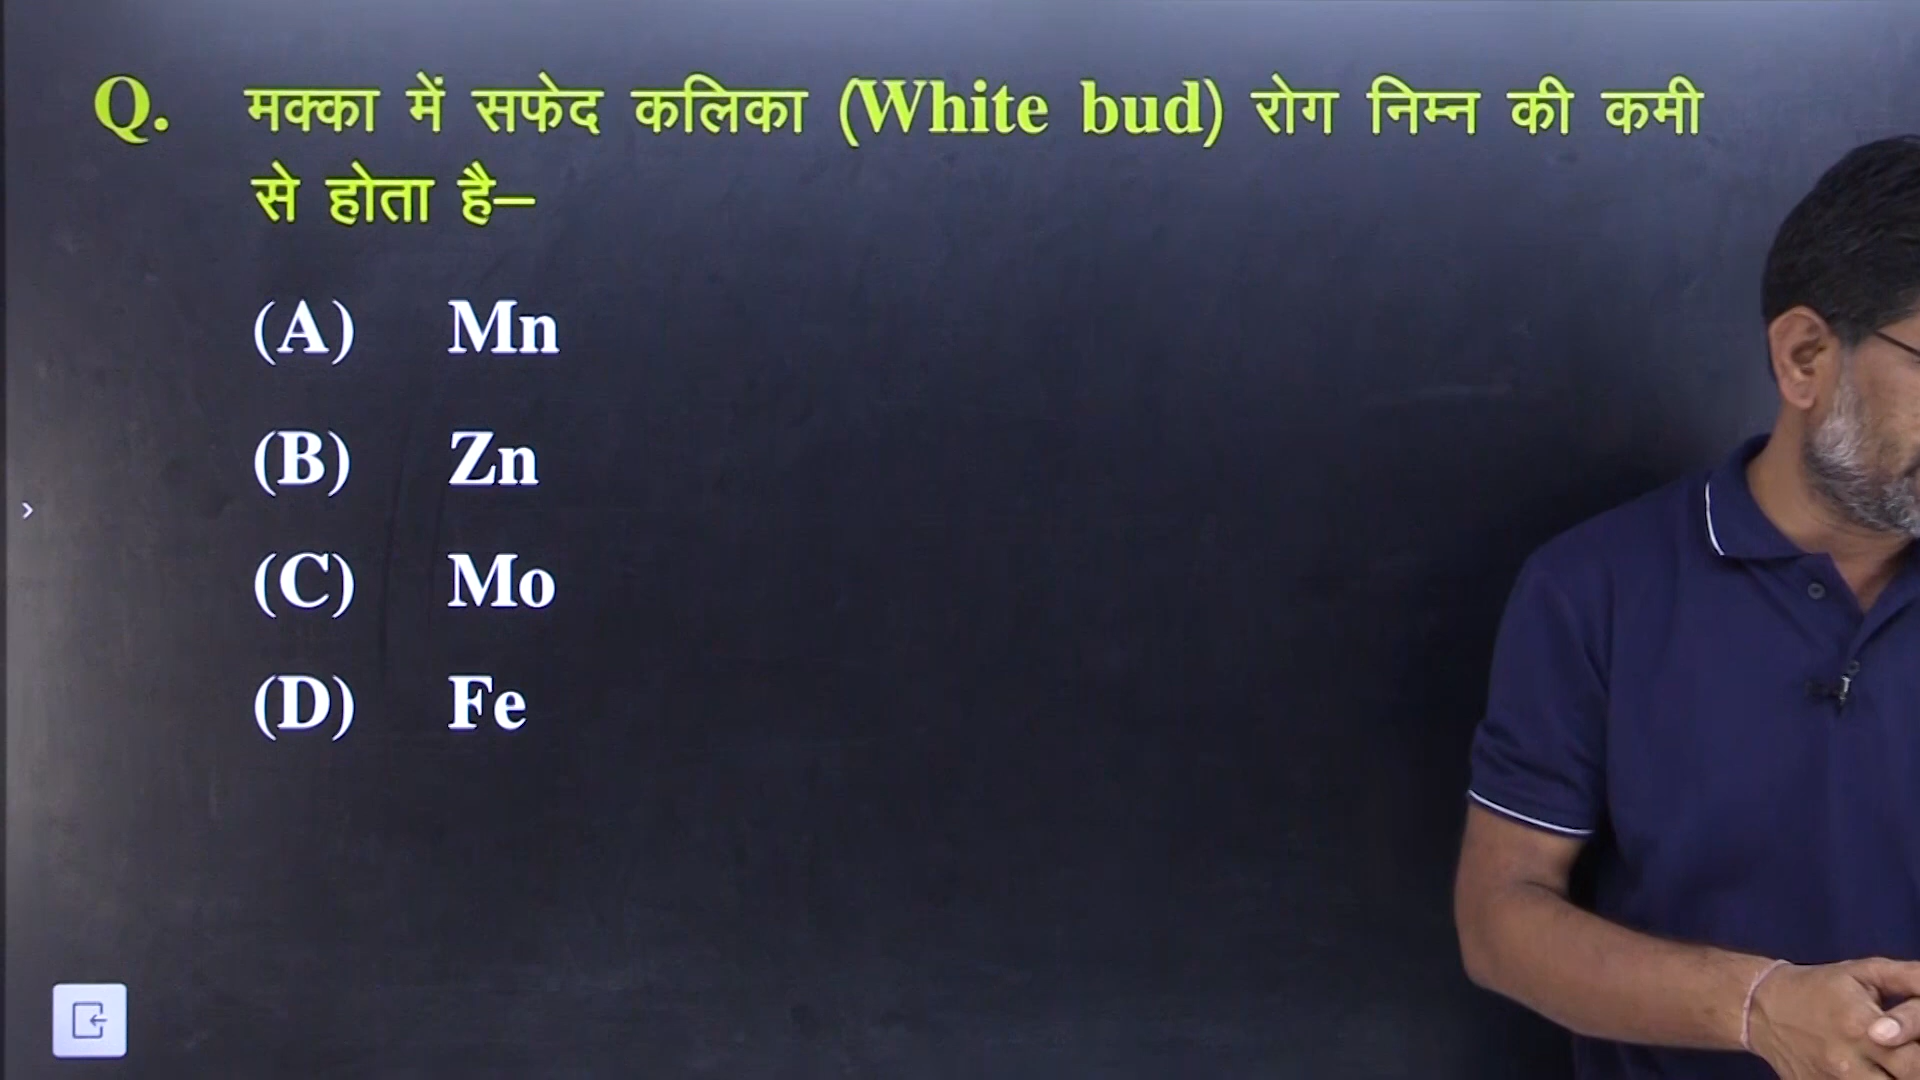 Q. मक्का में सफेद कलिका (White bud) रोग निम्न की कमी
से होता है–
(A) Mn
(B) Zn
(C) Mo
(D) Fe